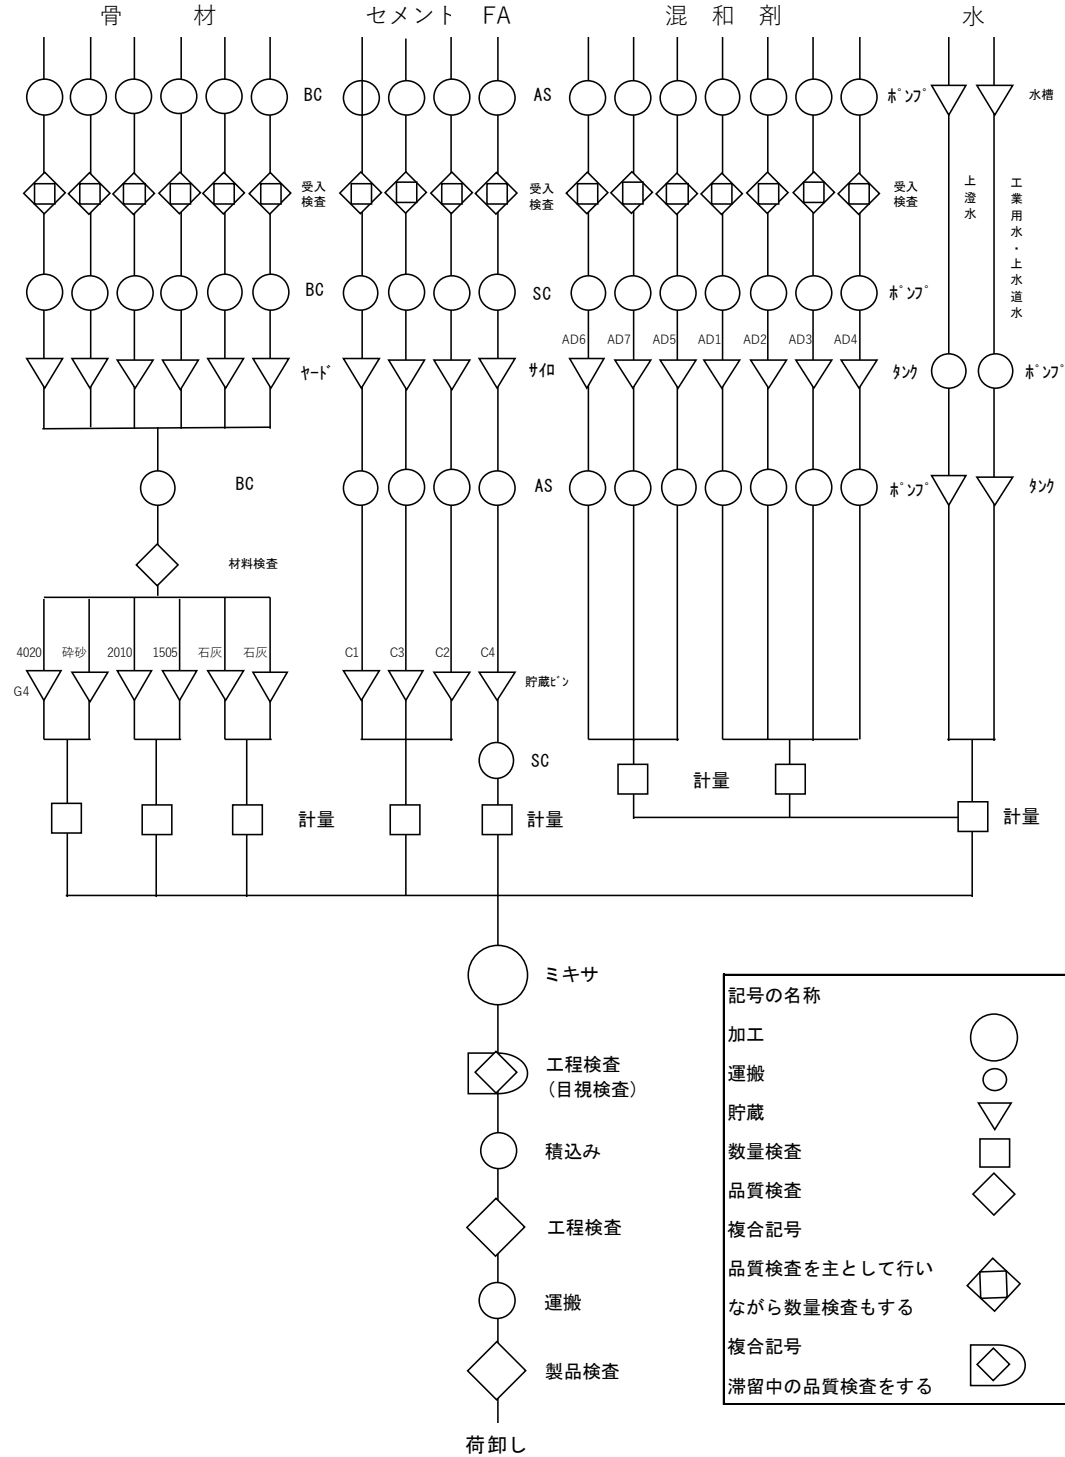 骨 材
セメント FA
混 和 剤
水
BC
AS
ﾎﾟﾝﾌﾟ
水槽
受入
検査
受入
検査
受入
検査
上澄水
工業用水・上水道水
BC
SC
ﾎﾟﾝﾌﾟ
AD6
AD7
AD5
AD1
AD2
AD3
AD4
ﾔｰﾄﾞ
ｻｲﾛ
ﾀﾝｸ
ﾎﾟﾝﾌﾟ
BC
AS
ﾎﾟﾝﾌﾟ
ﾀﾝｸ
材料検査
4020
砕砂
2010
1505
石灰
石灰
C1
C3
C2
C4
G4
貯蔵ﾋﾞﾝ
SC
計量
計量
計量
計量
ミキサ
工程検査
(目視検査)
積込み
工程検査
運搬
製品検査
荷卸し
記号の名称
加工
運搬
貯蔵
数量検査
品質検査
複合記号
品質検査を主として行い
ながら数量検査もする
複合記号
滞留中の品質検査をする